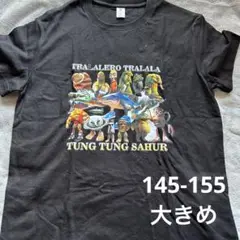 TRALALERO TRALALA
TUNG TUNG SAHUR
145-155
大きめ